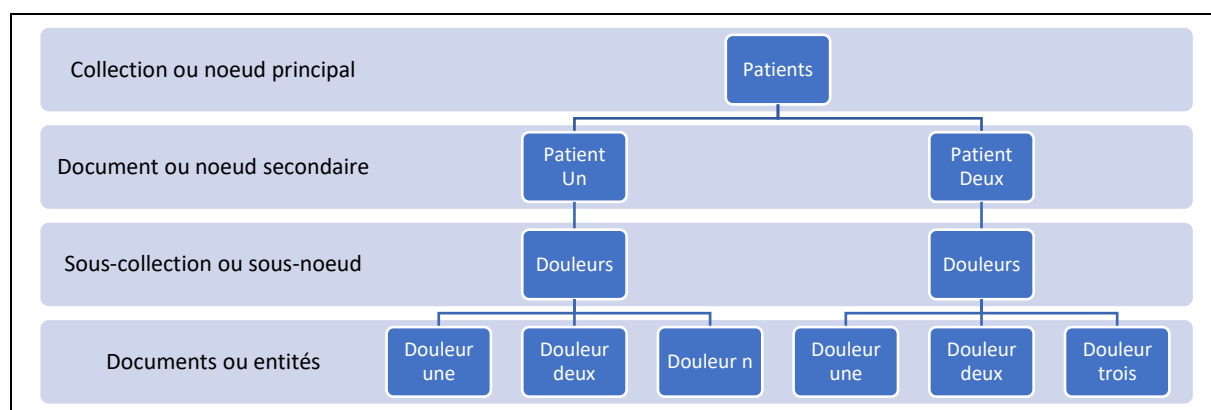 Collection ou noeud principal
Patients
Document ou noeud secondaire
Patient
Un
Patient
Deux
Sous-collection ou sous-noeud
Douleurs
Douleurs
Documents ou entités
Douleur
une
Douleur
deux
Douleur n
Douleur
une
Douleur
deux
Douleur
trois